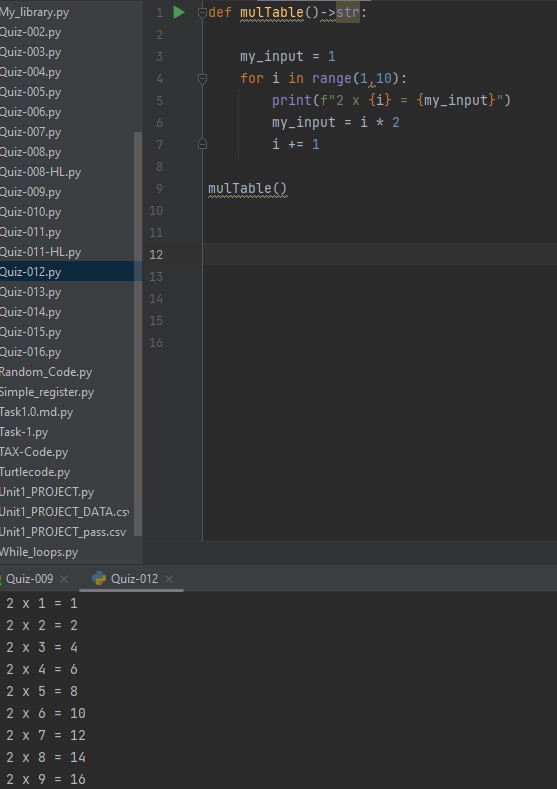 My_library.py
Quiz-002.py
Quiz-003.py
Quiz-004.py
Quiz-005.py
Quiz-006.py
Quiz-007.py
Quiz-008.py
Quiz-008-HL.py
Quiz-009.py
Quiz-010.py
Quiz-011.py
Quiz-011-HL.py
Quiz-012.py
Quiz-013.py
Quiz-014.py
Quiz-015.py
Quiz-016.py
Random_Code.py
Simple_register.py
Task1.0.md.py
Task-1.py
TAX-Code.py
Turtlecode.py
Unit1_PROJECT.py
Unit1_PROJECT_DATA.csv
Unit1_PROJECT_pass.csv
While_loops.py
1 def mulTable()->str:
2
3 my_input = 1
4 for i in range(1,10):
5 print(f"2 x {i} = {my_input}")
6 my_input = i * 2
7 i += 1
8
9 mulTable()
10
11
12
13
14
15
16
Quiz-009 × Quiz-012 ×
2 x 1 = 1
2 x 2 = 2
2 x 3 = 4
2 x 4 = 6
2 x 5 = 8
2 x 6 = 10
2 x 7 = 12
2 x 8 = 14
2 x 9 = 16